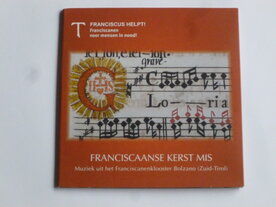 FRANCISCUS HELPT!
Franciscanen
voor mensen in nood!
grave
Lo - - ria
FRANCISCAANSE KERST MIS
Muziek uit het Franciscanenklooster Bolzano (Zuid-Tirol)